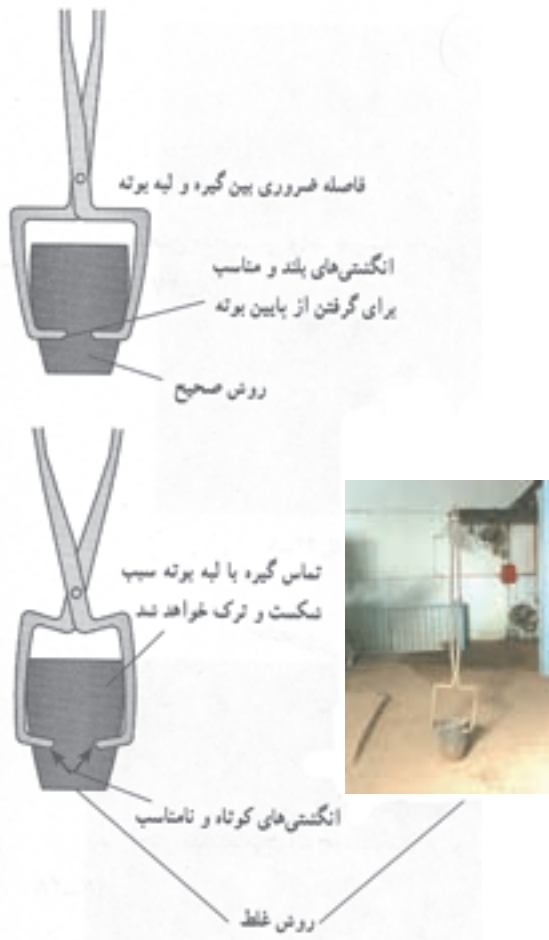 فاصله ضروری بین گیره و لبه بوته
انگشتی‌های بلند و مناسب
برای گرفتن از پایین بوته
روش صحیح
تماس گیره با لبه بوته سبب
شکست و ترک خواهد شد
انگشتی‌های کوتاه و نامناسب
روش غلط